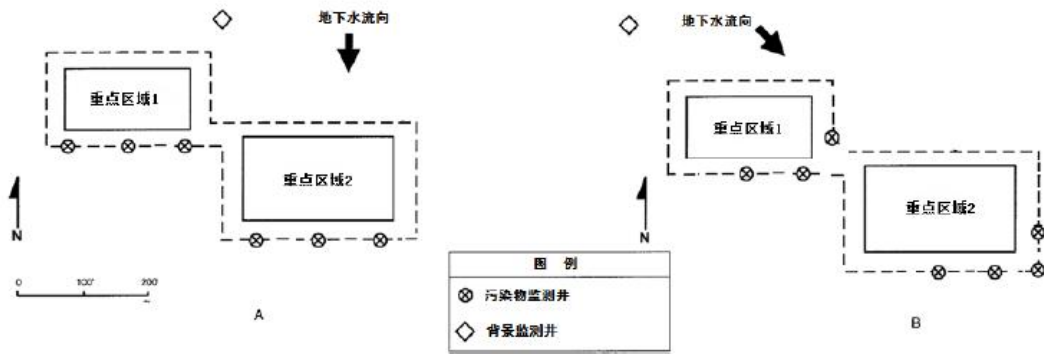 地下水流向
重点区域1
重点区域2
N
0 100' 200'
A
地下水流向
重点区域1
重点区域2
N
B
图 例
污染物监测井
背景监测井